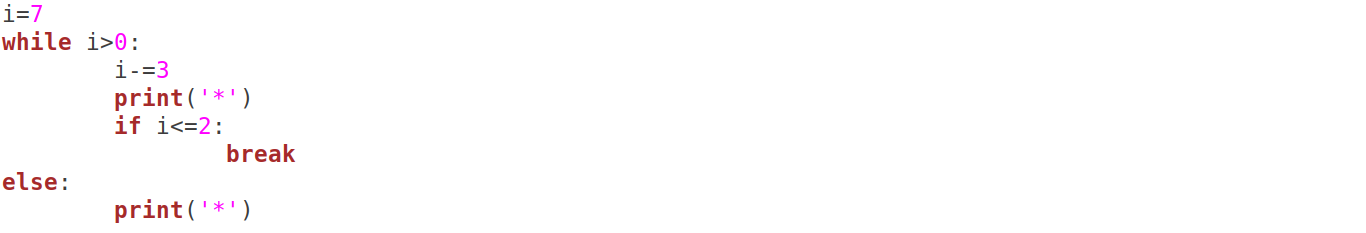 i=7
while i>0:
        i-=3
        print('*')
        if i<=2:
                break
else:
        print('*')